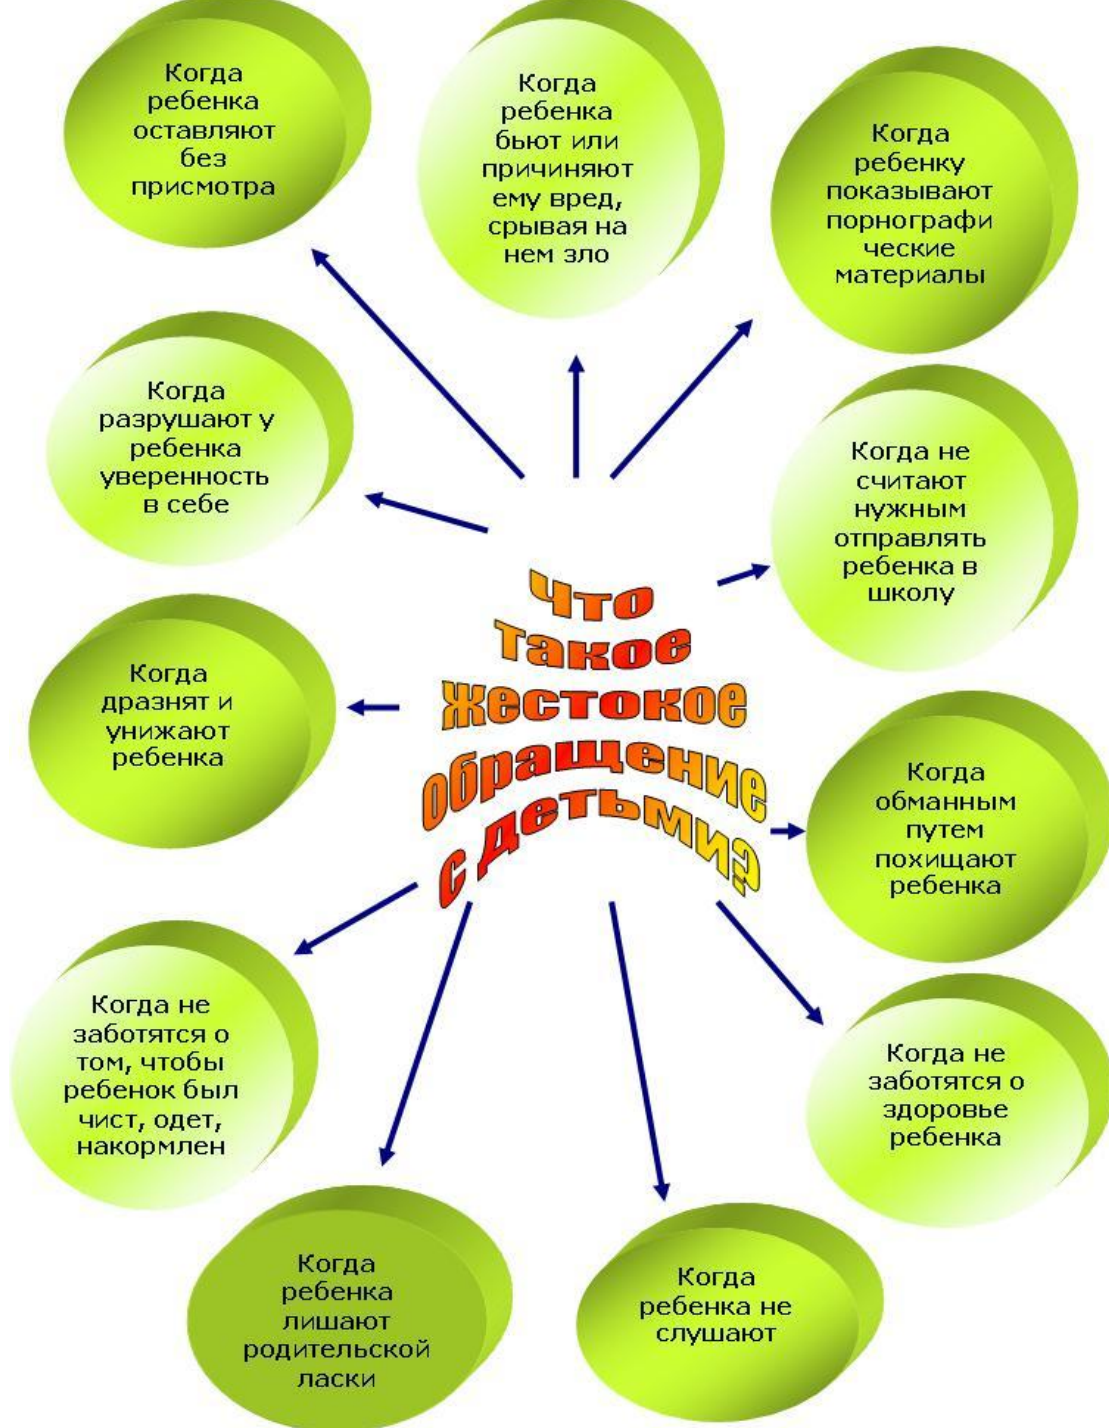 Когда
ребенка
оставляют
без
присмотра
Когда
ребенка
бьют или
причиняют
ему вред,
срывая на
нем зло
Когда
ребенку
показывают
порнографи
ческие
материалы
Когда
разрушают у
ребенка
уверенность
в себе
Когда не
считают
нужным
отправлять
ребенка в
школу
Что
такое
жестокое
обращение
с детьми?
Когда
дразнят и
унижают
ребенка
Когда
обманным
путем
похищают
ребенка
Когда не
заботятся о
том, чтобы
ребенок был
чист, одет,
накормлен
Когда не
заботятся о
здоровье
ребенка
Когда
ребенка
лишают
родительской
ласки
Когда
ребенка не
слушают